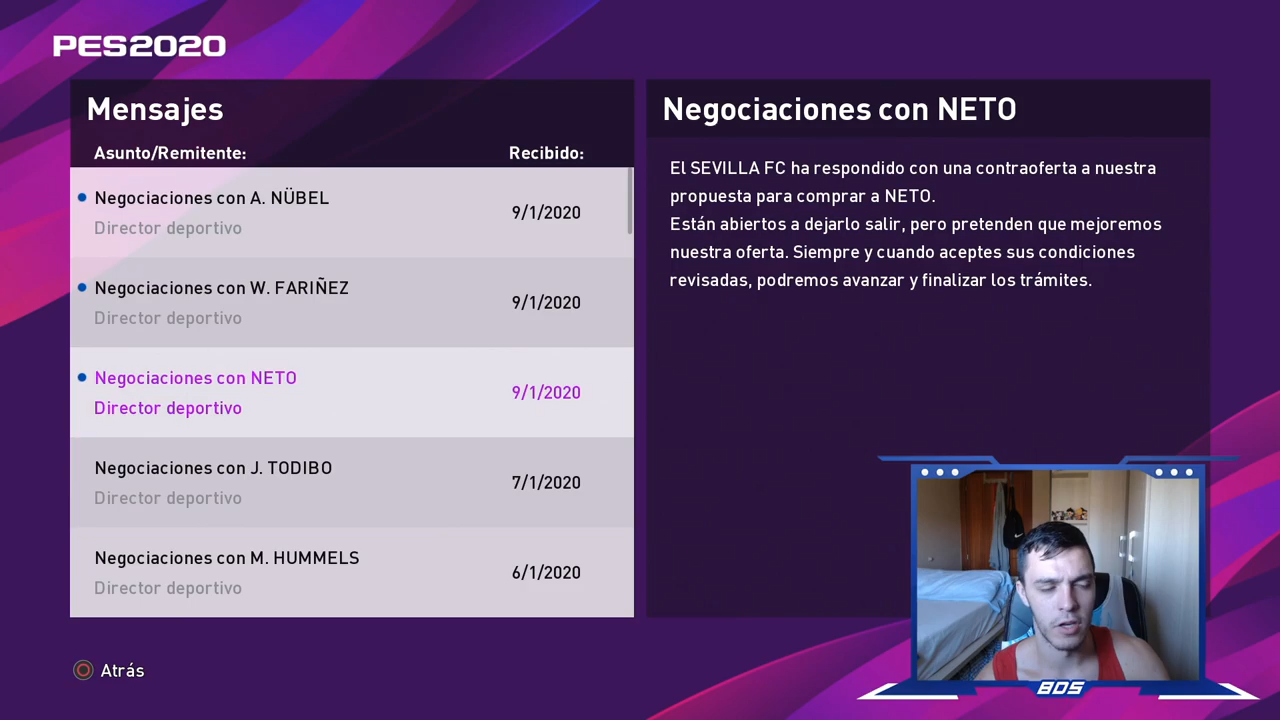 PES2020
Mensajes
Asunto/Remitente:
Recibido:
Negociaciones con A. NÜBEL
Director deportivo
9/1/2020
Negociaciones con W. FARIÑEZ
Director deportivo
9/1/2020
Negociaciones con NETO
Director deportivo
9/1/2020
Negociaciones con J. TODIBO
Director deportivo
7/1/2020
Negociaciones con M. HUMMELS
Director deportivo
6/1/2020
Negociaciones con NETO
El SEVILLA FC ha respondido con una contraoferta a nuestra
propuesta para comprar a NETO.
Están abiertos a dejarlo salir, pero pretenden que mejoremos
nuestra oferta. Siempre y cuando aceptes sus condiciones
revisadas, podremos avanzar y finalizar los trámites.
Atrás
BDS